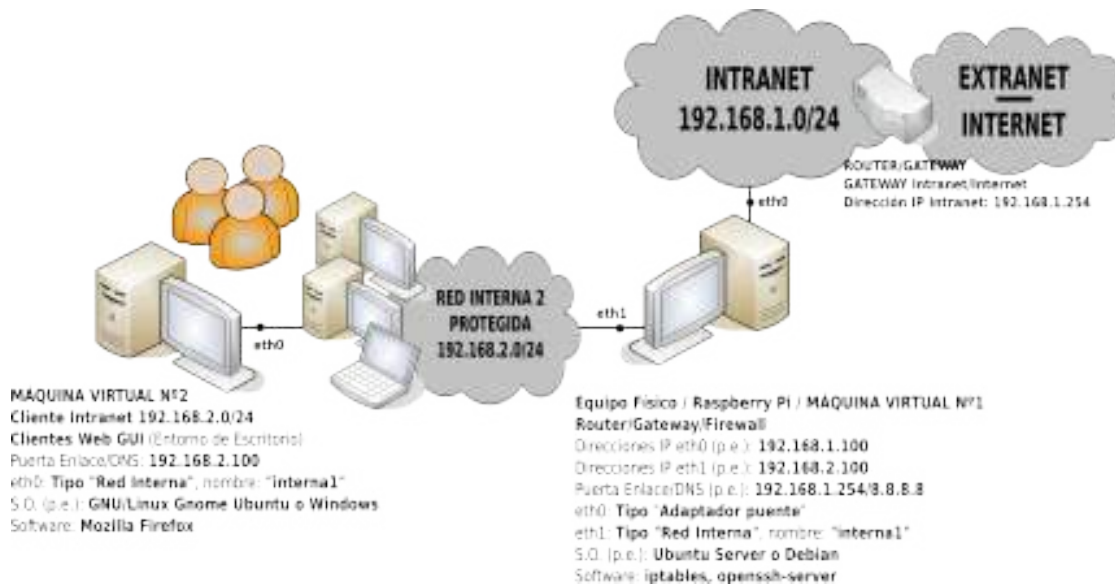 INTRANET
192.168.1.0/24
EXTRANET
INTERNET
ROUTER/GATEWAY
GATEWAY Intranet/Internet
Dirección IP Intranet: 192.168.1.254
eth0
eth1
RED INTERNA 2
PROTEGIDA
192.168.2.0/24
eth0
MÁQUINA VIRTUAL Nº2
Cliente Intranet 192.168.2.0/24
Clientes Web GUI (Entorno de Escritorio)
Puerta Enlace/DNS: 192.168.2.100
eth0: Tipo "Red Interna", nombre: "interna1"
S.O. (p.e.): GNU/Linux Gnome Ubuntu o Windows
Software: Mozilla Firefox
Equipo Físico / Raspberry Pi / MÁQUINA VIRTUAL Nº1
Router/Gateway/Firewall
Direcciones IP eth0 (p.e.): 192.168.1.100
Direcciones IP eth1 (p.e.): 192.168.2.100
Puerta Enlace/DNS (p.e.): 192.168.1.254/8.8.8.8
eth0: Tipo "Adaptador puente"
eth1: Tipo "Red Interna", nombre: "interna1"
S.O. (p.e.): Ubuntu Server o Debian
Software: iptables, openssh-server